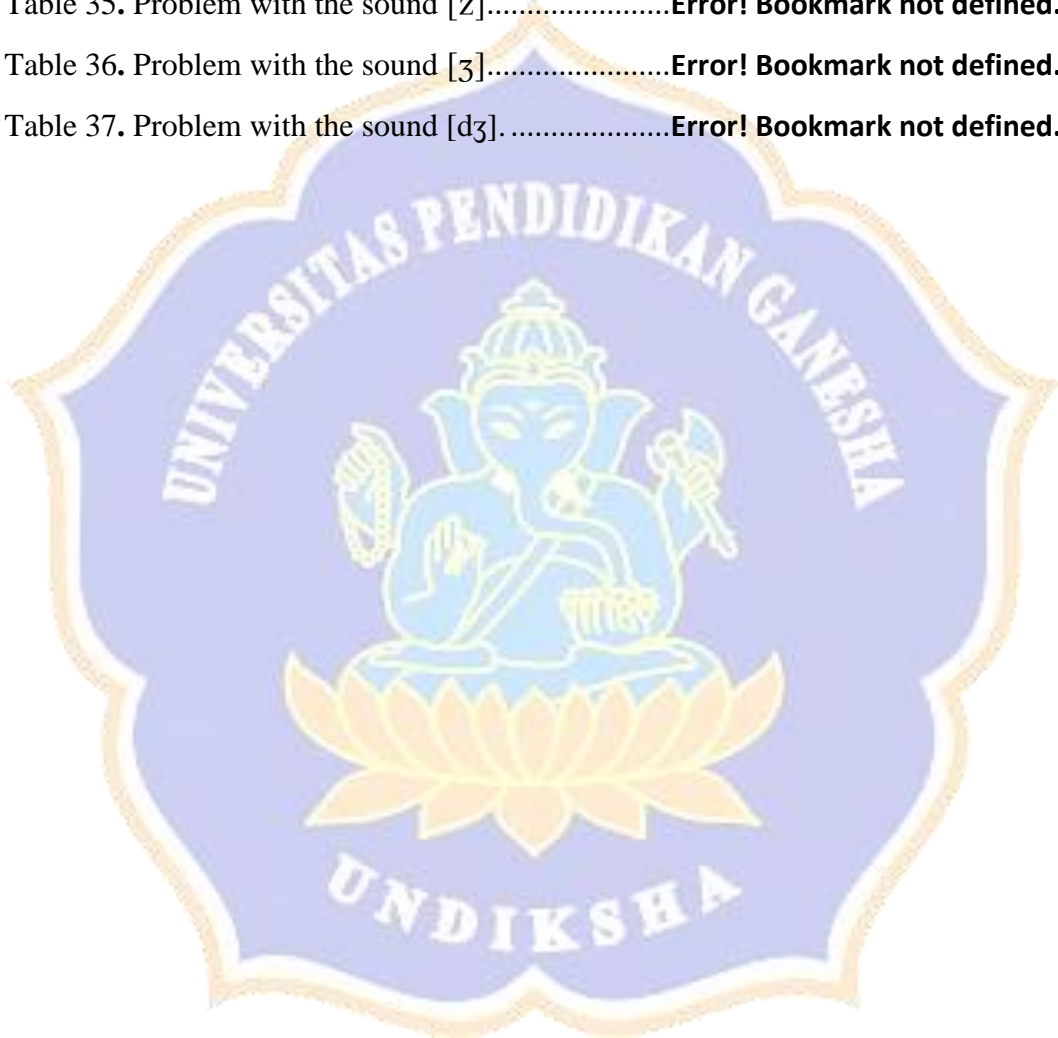 Table 35. Problem with the sound [z].......................Error! Bookmark not defined.
Table 36. Problem with the sound [ʒ].......................Error! Bookmark not defined.
Table 37. Problem with the sound [dʒ]. ....................Error! Bookmark not defined.
UNIVERSITAS PENDIDIKAN GANESHA
UNDIKSHA